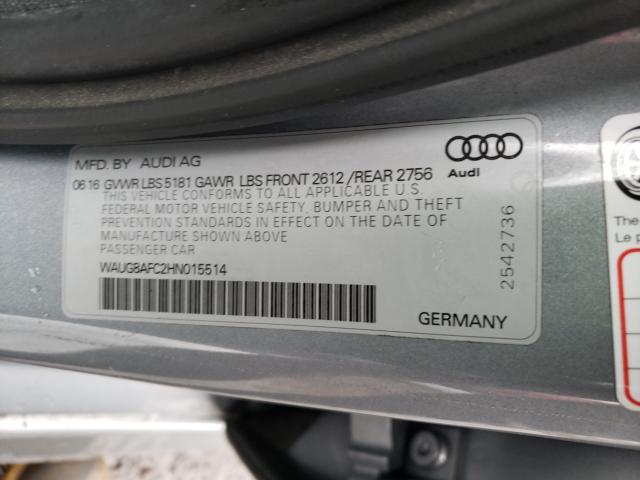 MFD. BY AUDI AG
06 16 GVWR LBS 5181 GAWR LBS FRONT 2612 /REAR 2756
THIS VEHICLE CONFORMS TO ALL APPLICABLE U.S.
FEDERAL MOTOR VEHICLE SAFETY, BUMPER AND THEFT
PREVENTION STANDARDS IN EFFECT ON THE DATE OF
MANUFACTURE SHOWN ABOVE
PASSENGER CAR
WAUG8AFC2HN015514
GERMANY
Audi
2542736
The
Le p